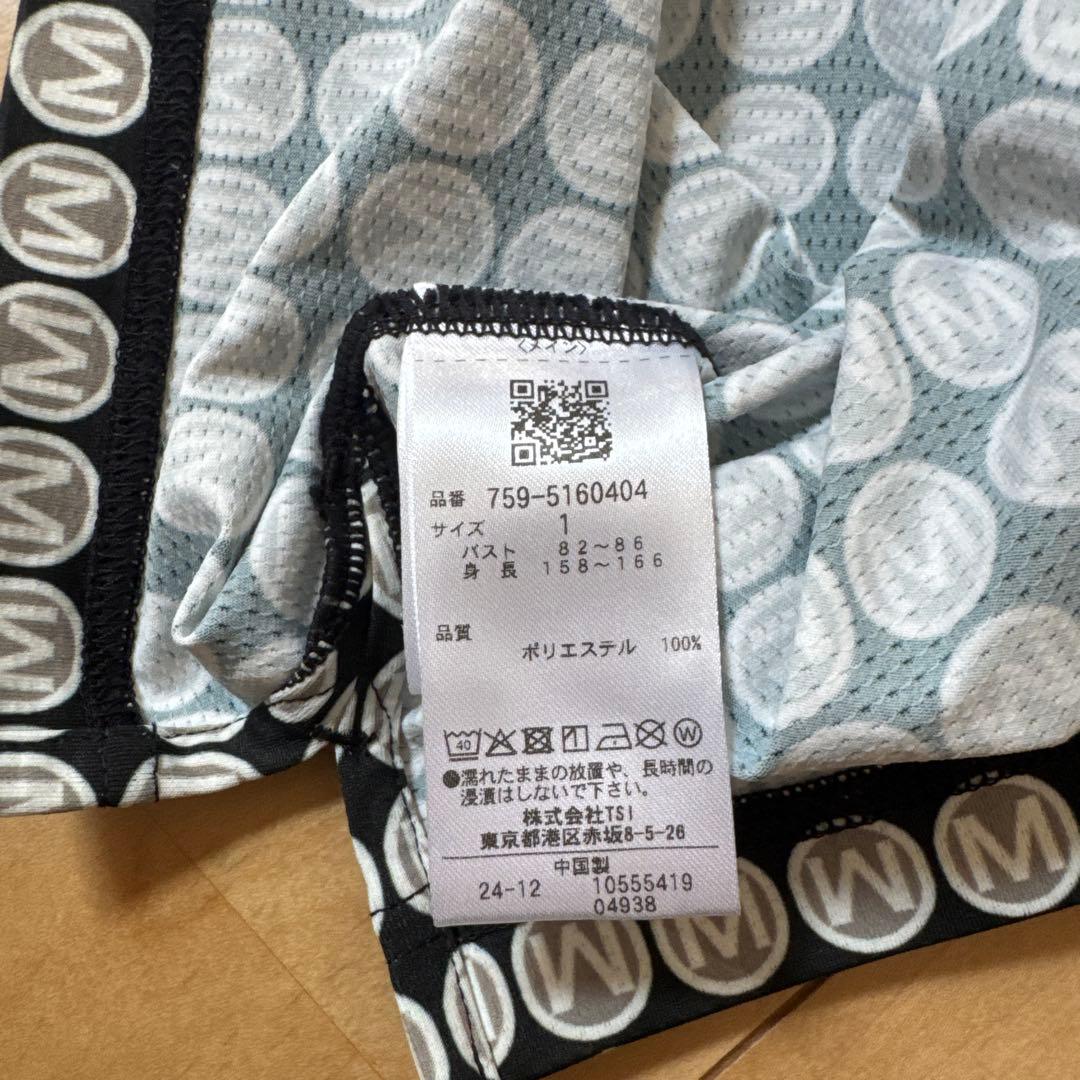 〈メイン〉
品番 759-5160404
サイズ 1
バスト 82～86
身長 158～166
品質
ポリエステル 100%
40 W
●濡れたままの放置や、長時間の
浸漬はしないで下さい。
株式会社TSI
東京都港区赤坂8-5-26
中国製
24-12 10555419
04938
M
M
M
M
M
M
M
M
M